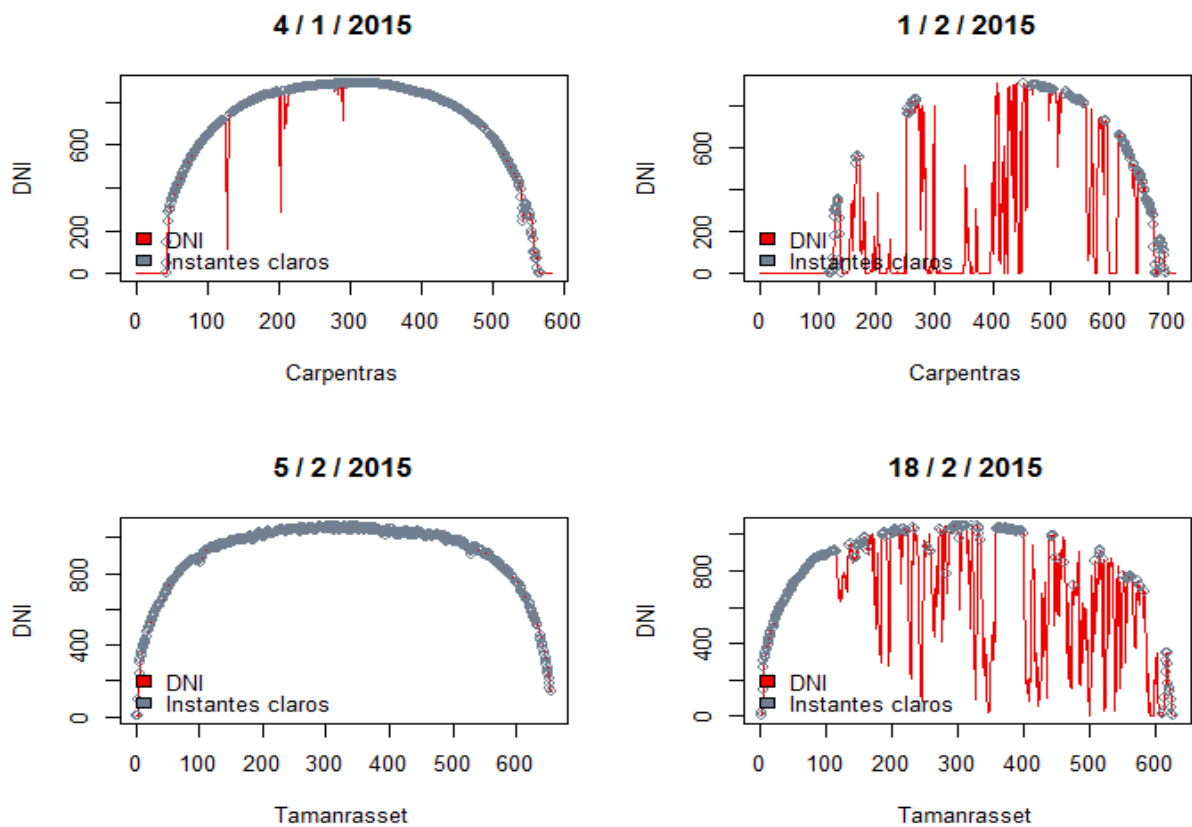 4 / 1 / 2015
DNI
600
200
0
DNI
Instantes claros
0 100 200 300 400 500 600
Carpentras
1 / 2 / 2015
DNI
600
200
0
DNI
Instantes claros
0 100 200 300 400 500 600 700
Carpentras
5 / 2 / 2015
DNI
800
400
0
DNI
Instantes claros
0 100 200 300 400 500 600
Tamanrasset
18 / 2 / 2015
DNI
800
400
0
DNI
Instantes claros
0 100 200 300 400 500 600
Tamanrasset